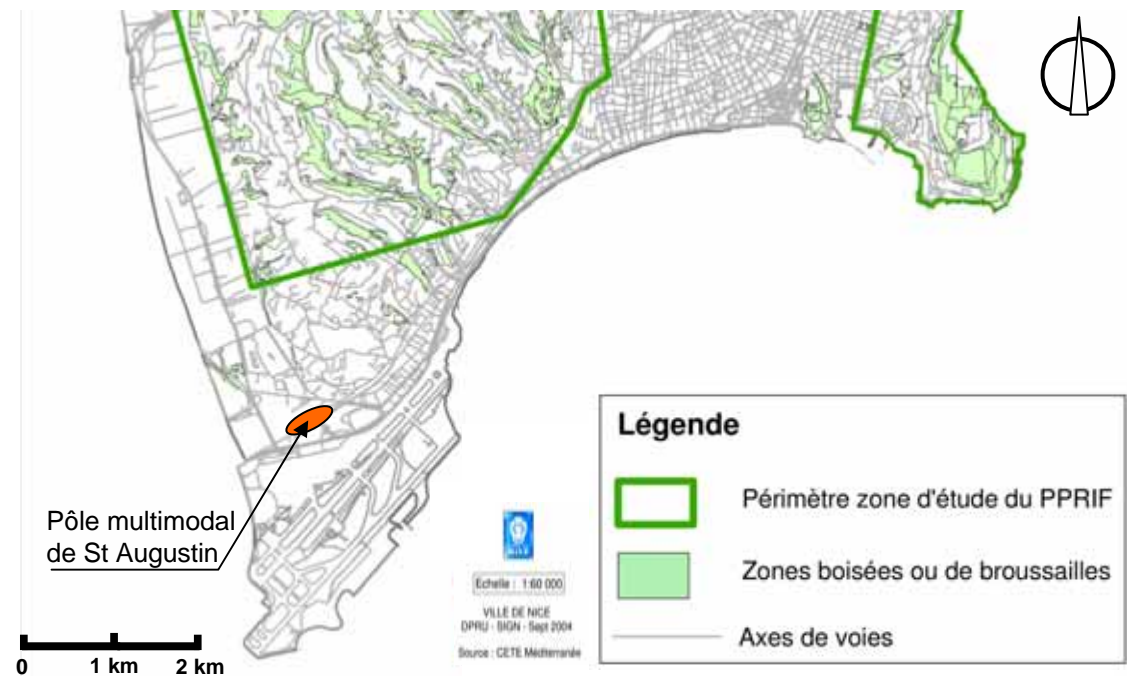 Pôle multimodal
de St Augustin
0 1 km 2 km
NICE
Echelle : 1:60 000
VILLE DE NICE
DPRU - SIGN - Sept 2004
Source : CETE Méditerranée
Légende
Périmètre zone d'étude du PPRIF
Zones boisées ou de broussailles
Axes de voies